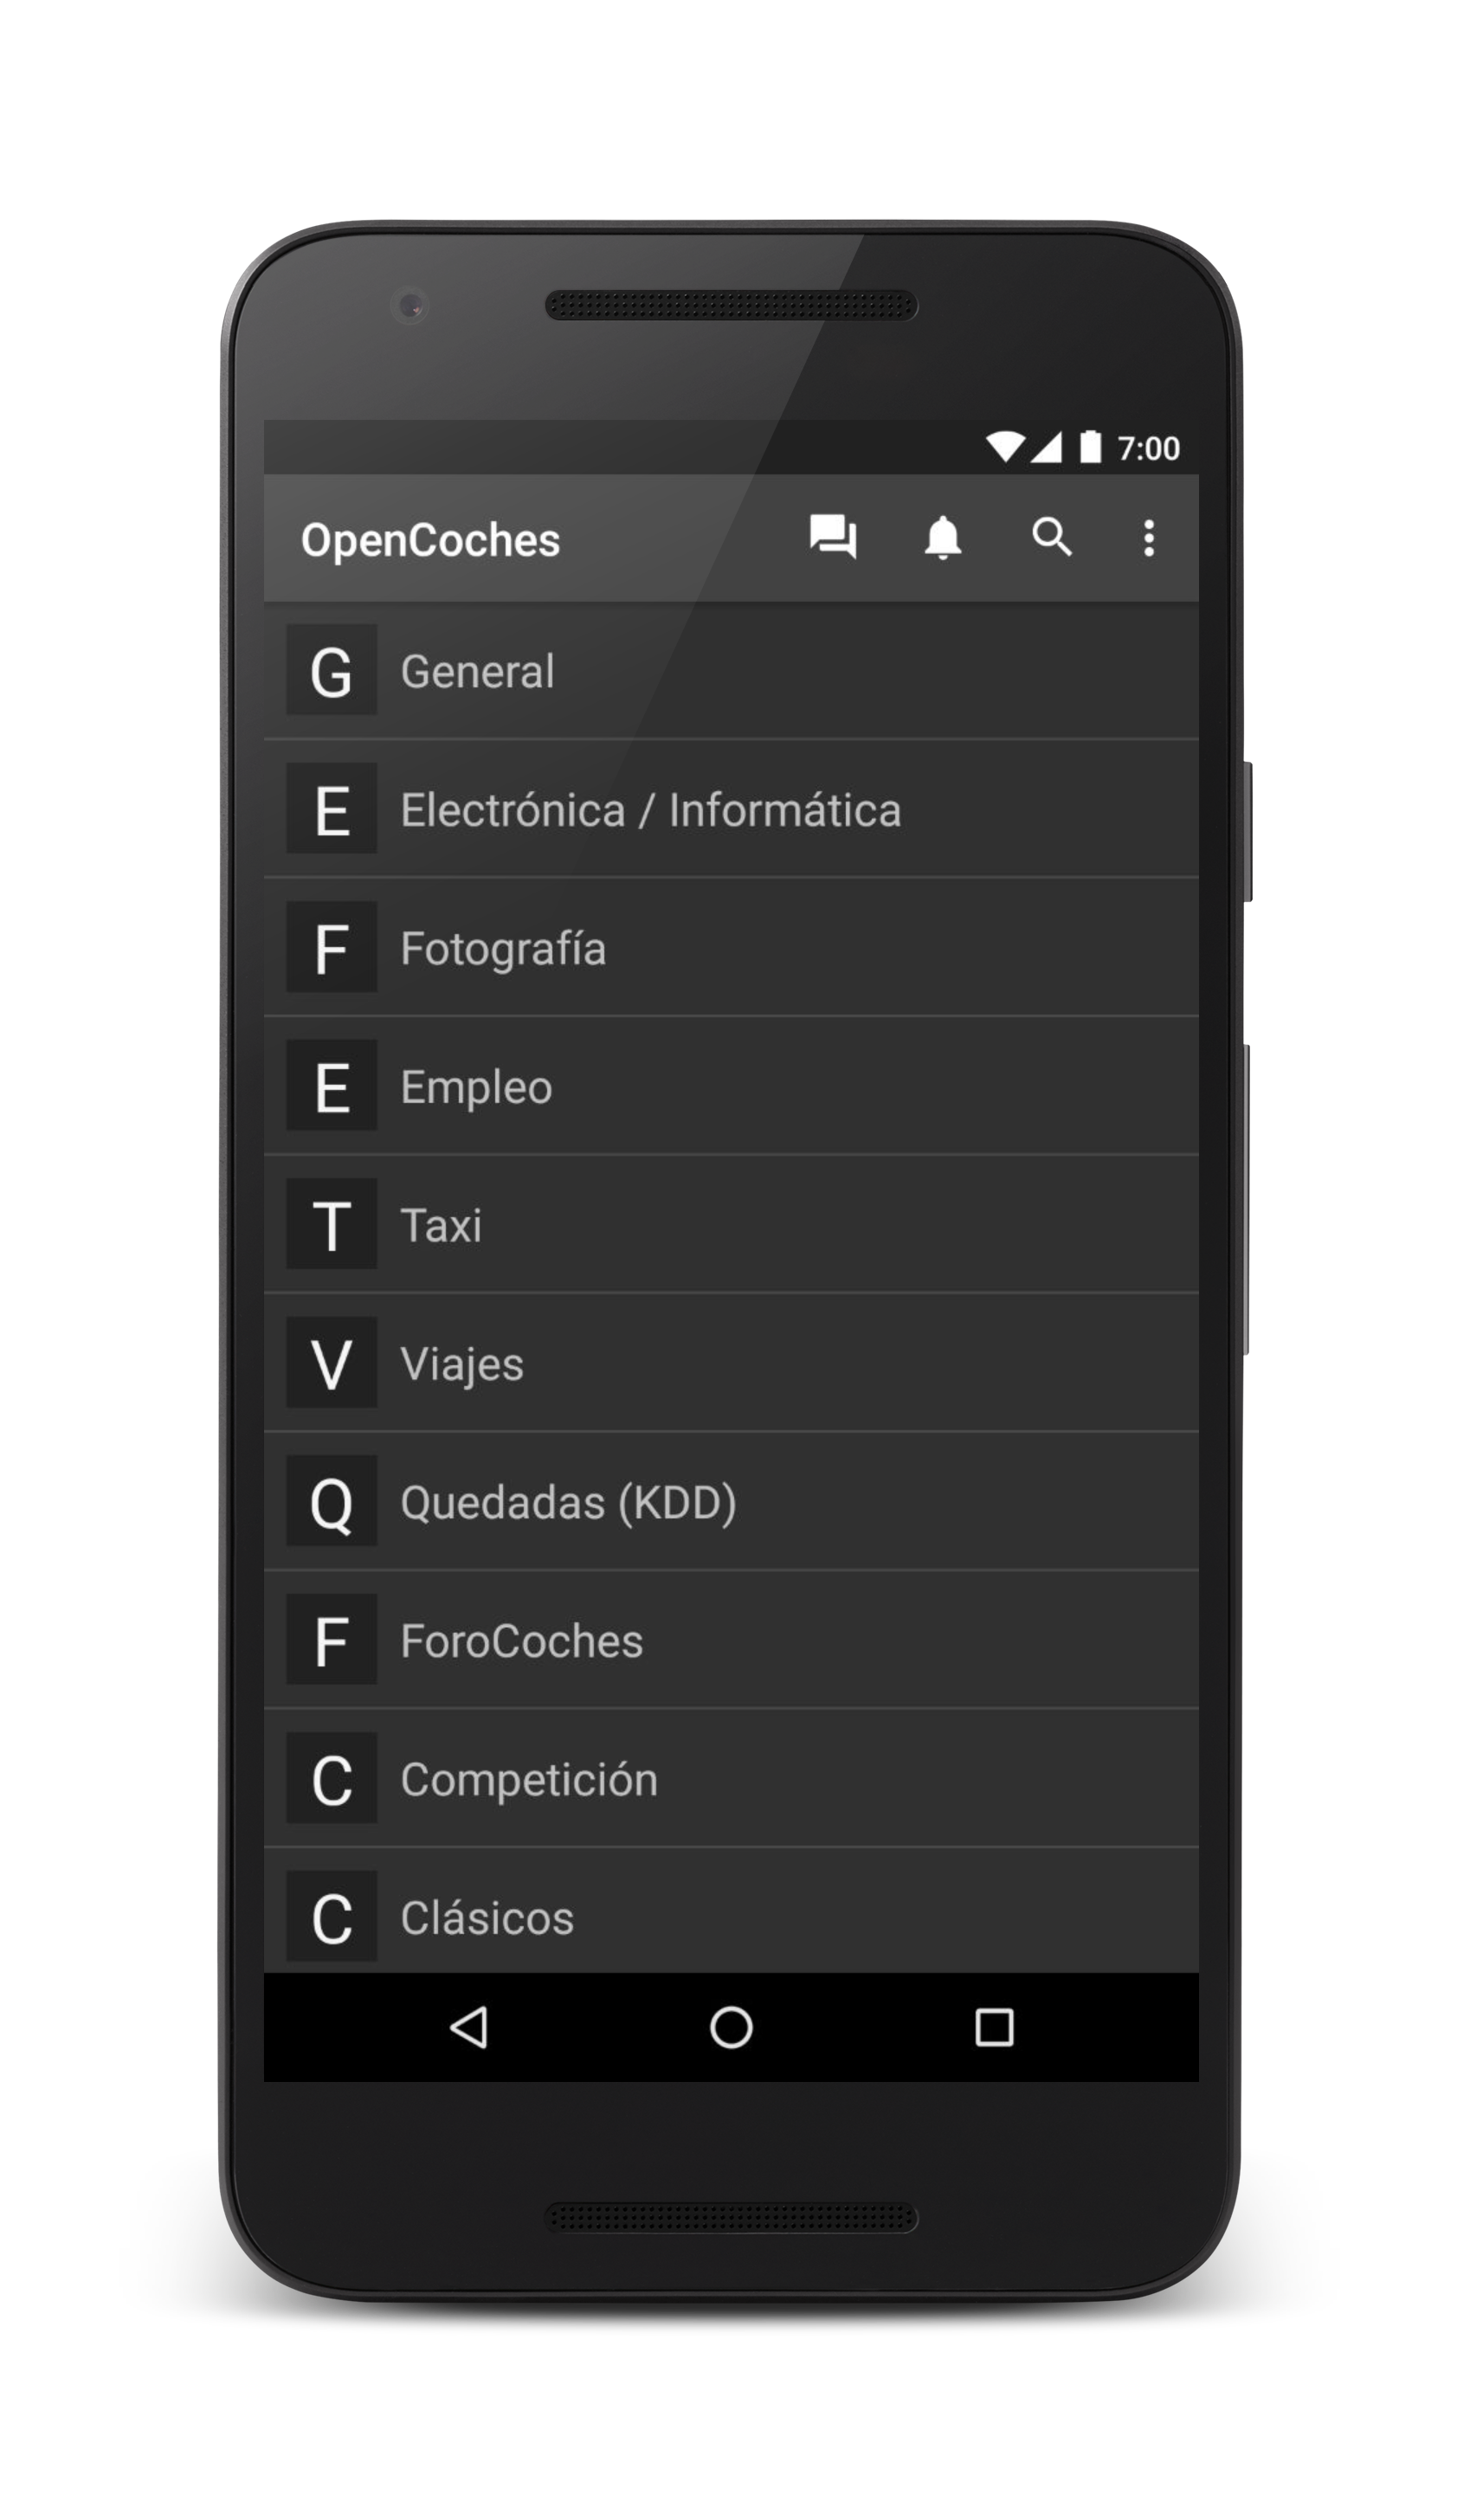 7:00
OpenCoches
G General
E Electrónica / Informática
F Fotografía
E Empleo
T Taxi
V Viajes
Q Quedadas (KDD)
F ForoCoches
C Competición
C Clásicos